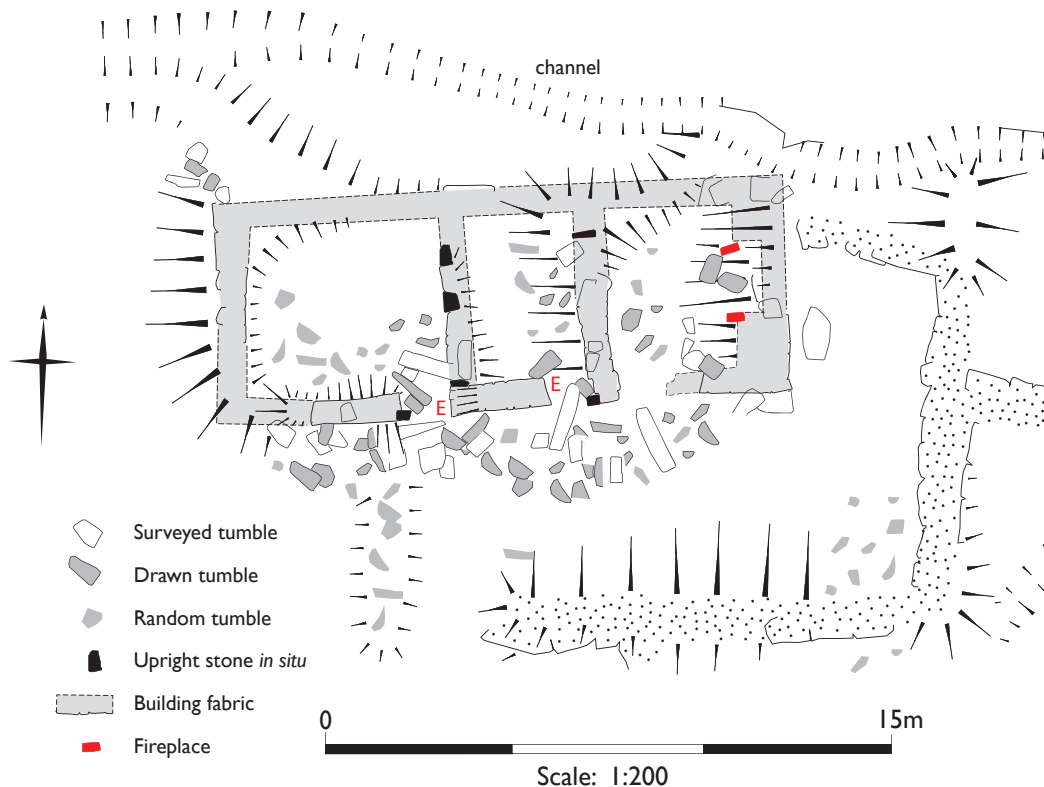 channel
E
E
Surveyed tumble
Drawn tumble
Random tumble
Upright stone in situ
Building fabric
Fireplace
0
15m
Scale: 1:200